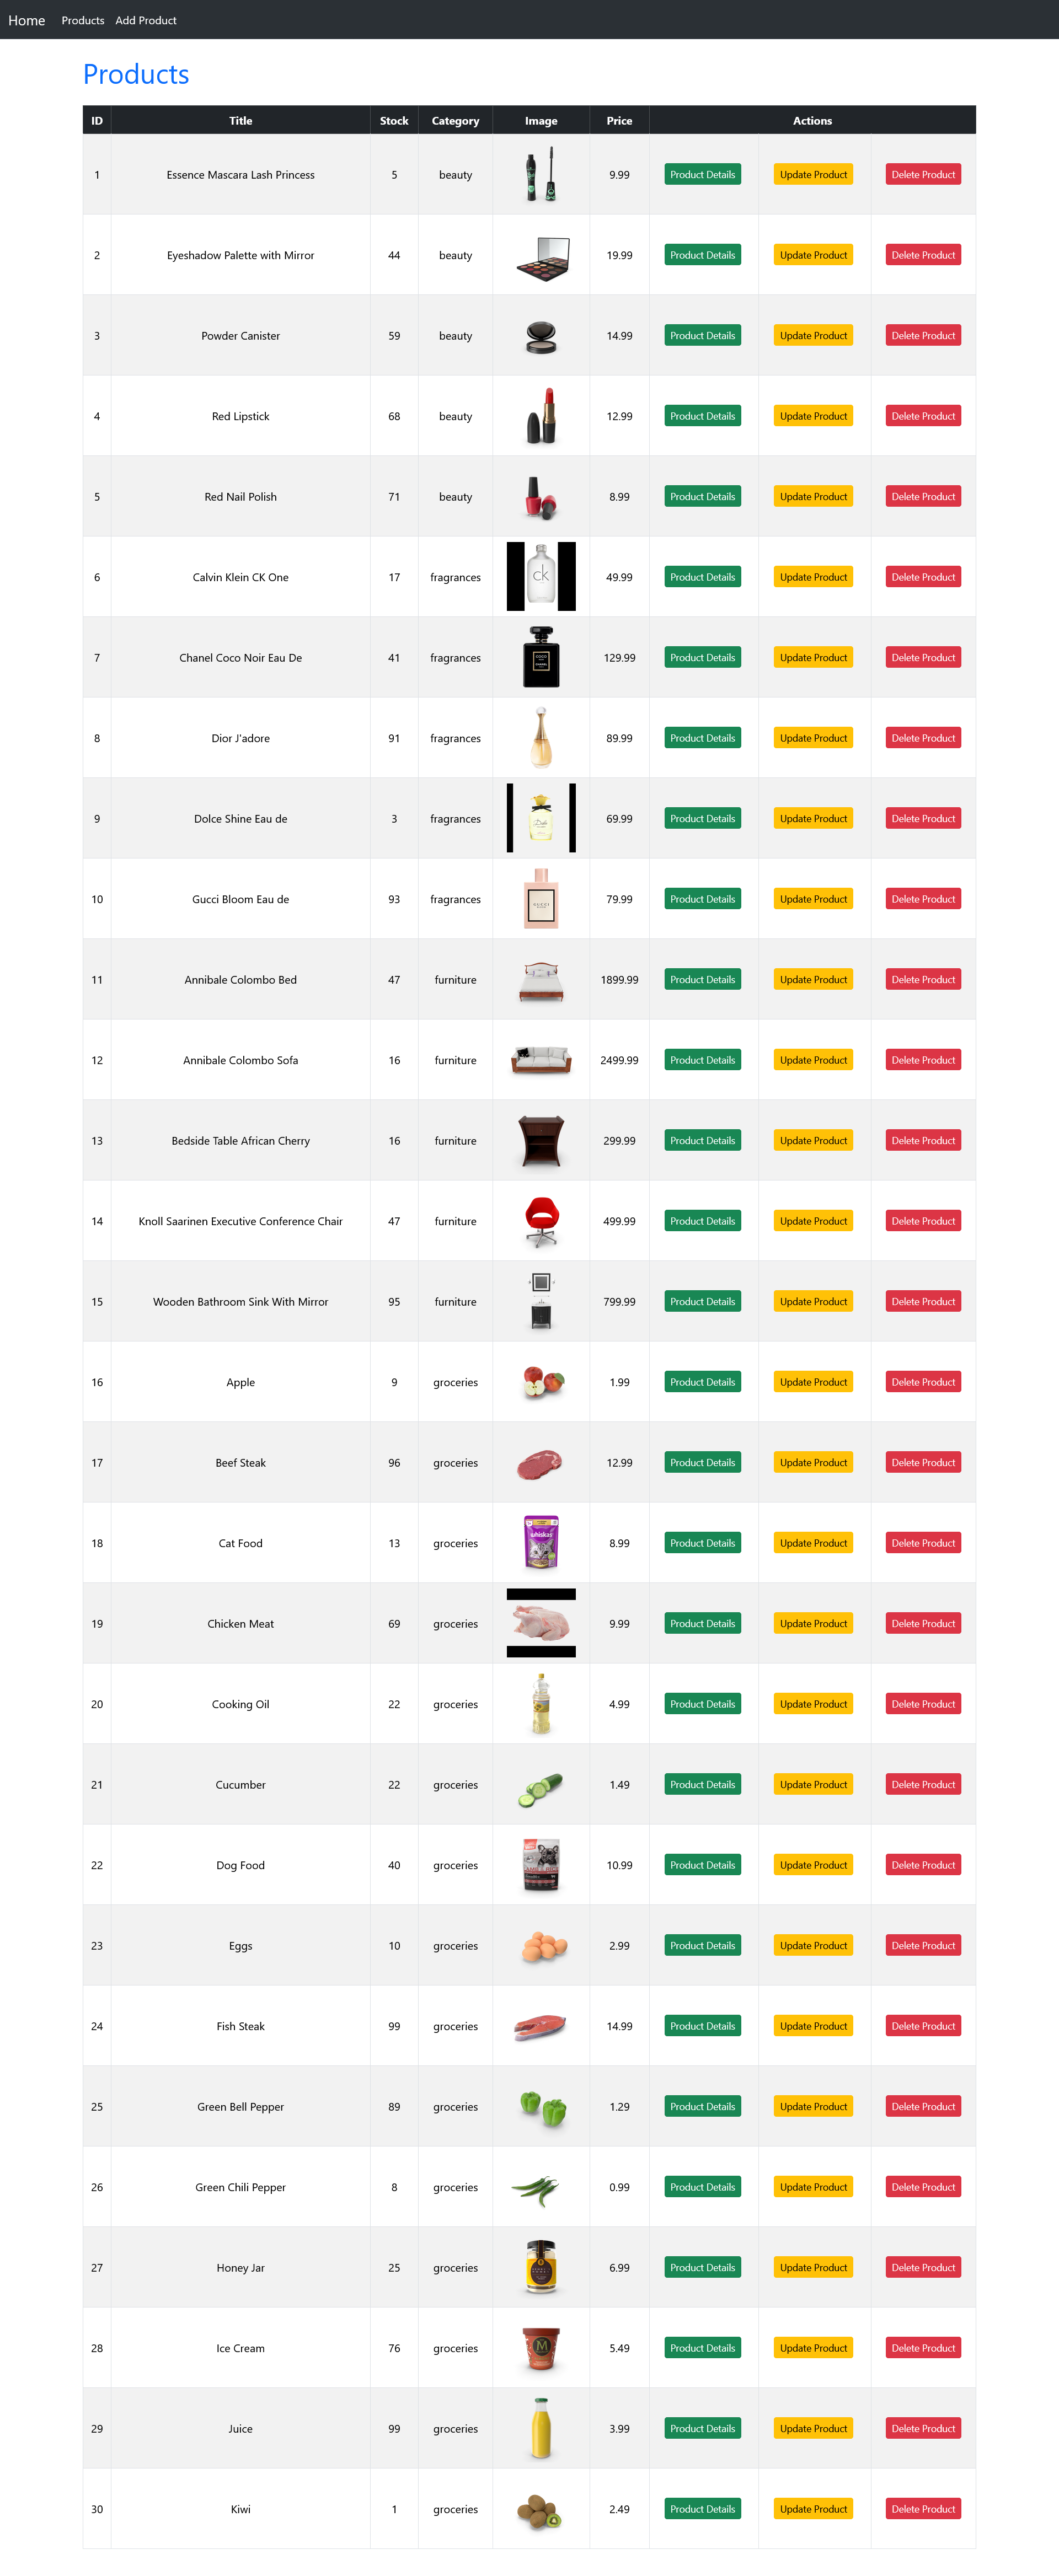 Home Products Add Product
Products
ID Title Stock Category Image Price Actions
1 Essence Mascara Lash Princess 5 beauty 9.99 Product Details Update Product Delete Product
2 Eyeshadow Palette with Mirror 44 beauty 19.99 Product Details Update Product Delete Product
3 Powder Canister 59 beauty 14.99 Product Details Update Product Delete Product
4 Red Lipstick 68 beauty 12.99 Product Details Update Product Delete Product
5 Red Nail Polish 71 beauty 8.99 Product Details Update Product Delete Product
6 Calvin Klein CK One 17 fragrances ck 49.99 Product Details Update Product Delete Product
7 Chanel Coco Noir Eau De 41 fragrances COCO CHANEL 129.99 Product Details Update Product Delete Product
8 Dior J'adore 91 fragrances 89.99 Product Details Update Product Delete Product
9 Dolce Shine Eau de 3 fragrances 69.99 Product Details Update Product Delete Product
10 Gucci Bloom Eau de 93 fragrances GUCCI 79.99 Product Details Update Product Delete Product
11 Annibale Colombo Bed 47 furniture 1899.99 Product Details Update Product Delete Product
12 Annibale Colombo Sofa 16 furniture 2499.99 Product Details Update Product Delete Product
13 Bedside Table African Cherry 16 furniture 299.99 Product Details Update Product Delete Product
14 Knoll Saarinen Executive Conference Chair 47 furniture 499.99 Product Details Update Product Delete Product
15 Wooden Bathroom Sink With Mirror 95 furniture 799.99 Product Details Update Product Delete Product
16 Apple 9 groceries 1.99 Product Details Update Product Delete Product
17 Beef Steak 96 groceries 12.99 Product Details Update Product Delete Product
18 Cat Food 13 groceries whiskas 8.99 Product Details Update Product Delete Product
19 Chicken Meat 69 groceries 9.99 Product Details Update Product Delete Product
20 Cooking Oil 22 groceries 4.99 Product Details Update Product Delete Product
21 Cucumber 22 groceries 1.49 Product Details Update Product Delete Product
22 Dog Food 40 groceries 10.99 Product Details Update Product Delete Product
23 Eggs 10 groceries 2.99 Product Details Update Product Delete Product
24 Fish Steak 99 groceries 14.99 Product Details Update Product Delete Product
25 Green Bell Pepper 89 groceries 1.29 Product Details Update Product Delete Product
26 Green Chili Pepper 8 groceries 0.99 Product Details Update Product Delete Product
27 Honey Jar 25 groceries 6.99 Product Details Update Product Delete Product
28 Ice Cream 76 groceries M 5.49 Product Details Update Product Delete Product
29 Juice 99 groceries 3.99 Product Details Update Product Delete Product
30 Kiwi 1 groceries 2.49 Product Details Update Product Delete Product